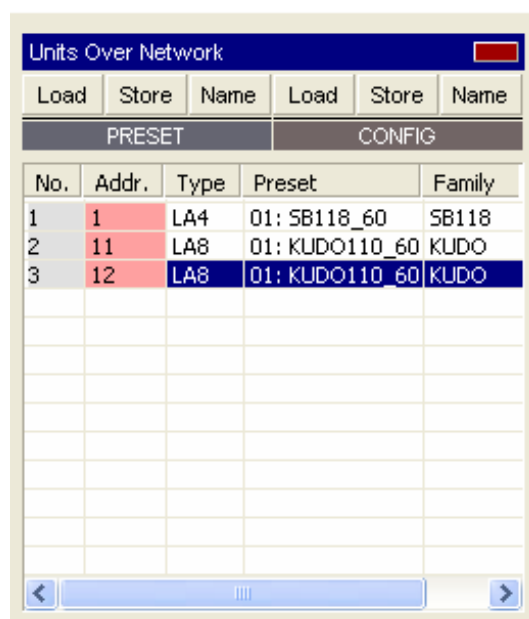 Units Over Network
Load Store Name Load Store Name
PRESET CONFIG
No. Addr. Type Preset Family
1 1 LA4 01: SB118_60 SB118
2 11 LA8 01: KUDO110_60 KUDO
3 12 LA8 01: KUDO110_60 KUDO